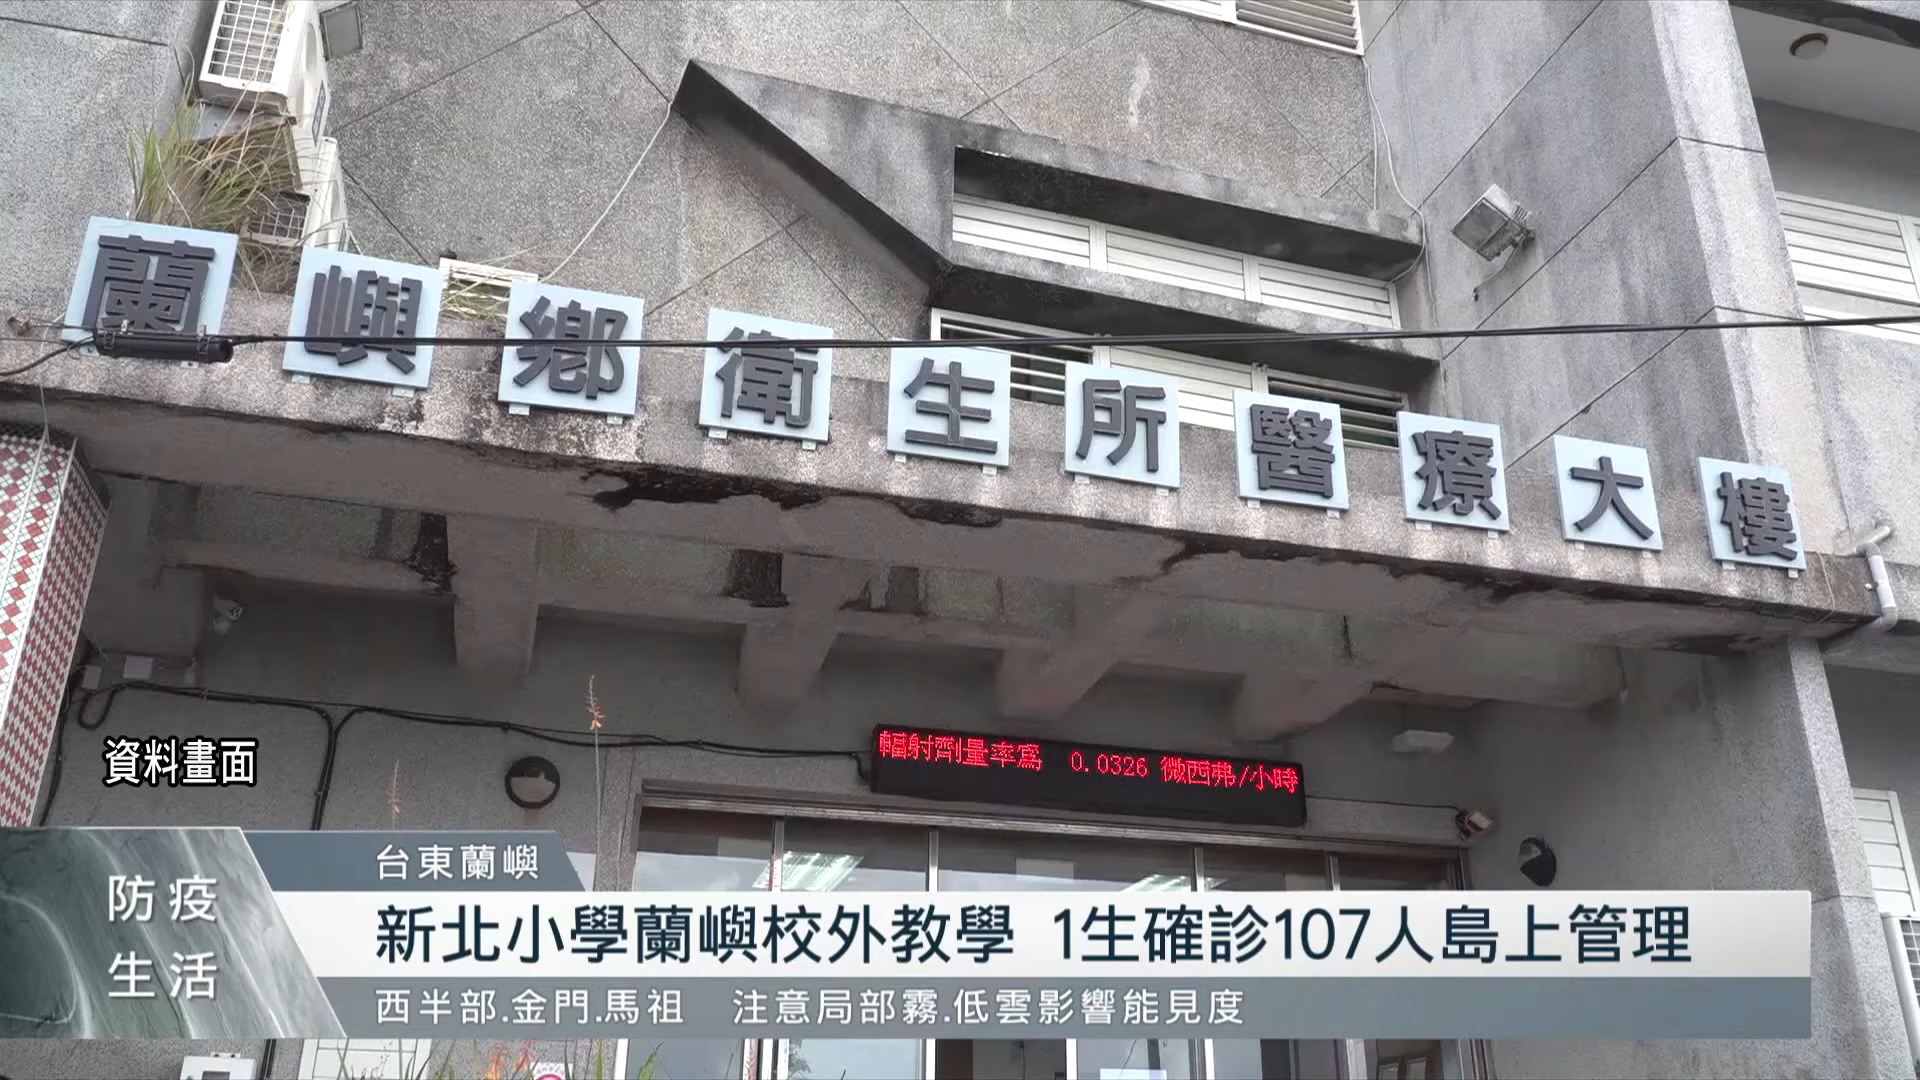 蘭嶼鄉衛生所醫療大樓
輻射劑量率為 0.0326 微西弗/小時
資料畫面
台東蘭嶼
防疫
生活
新北小學蘭嶼校外教學 1生確診107人島上管理
西半部.金門.馬祖 注意局部霧.低雲影響能見度